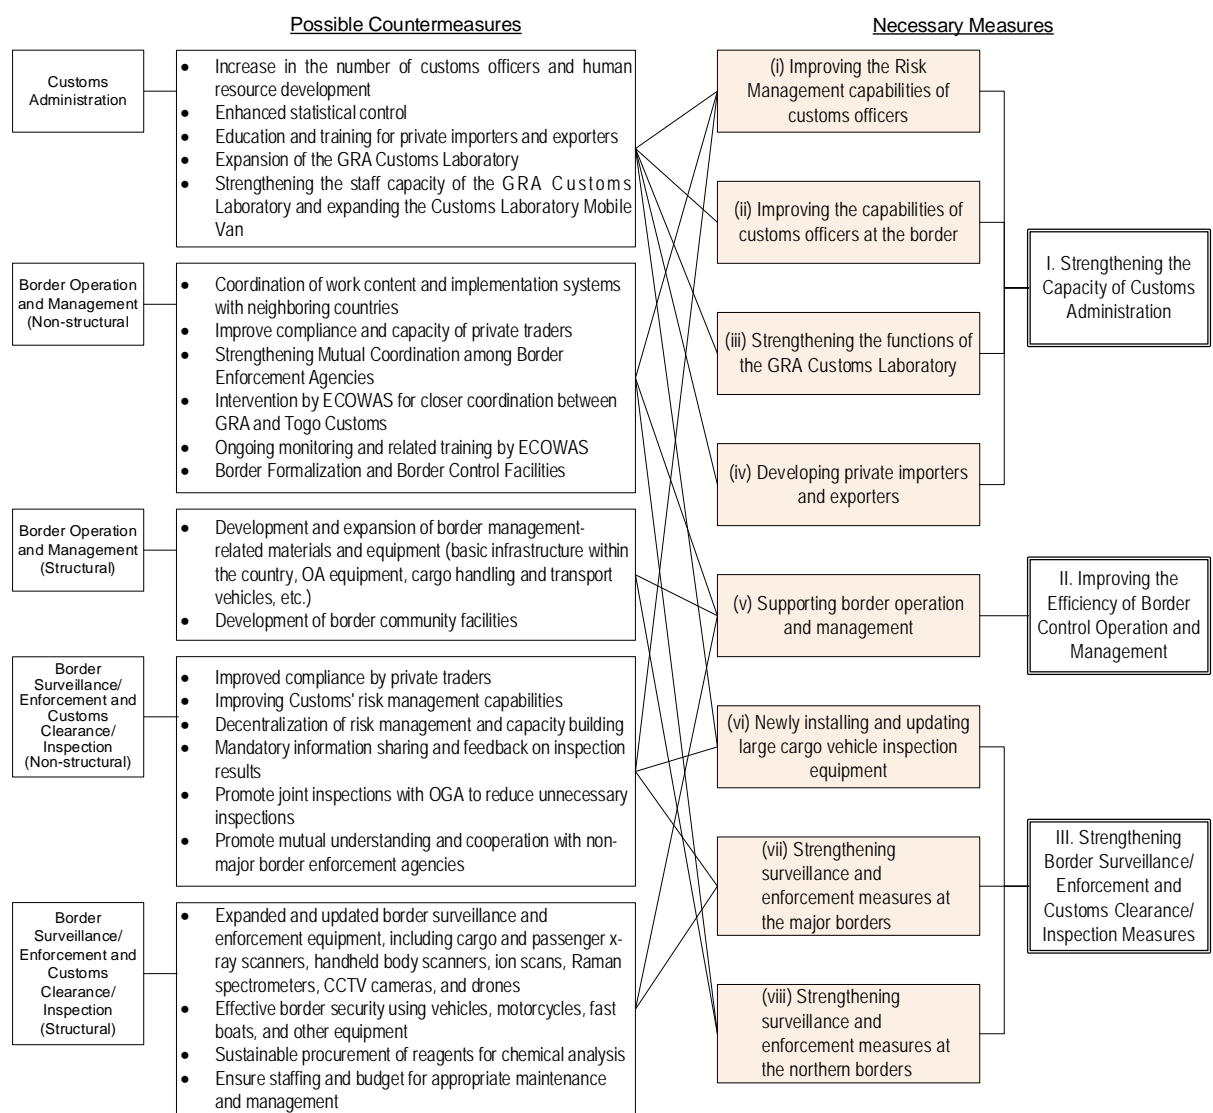 Possible Countermeasures
Necessary Measures
Customs
Administration
• Increase in the number of customs officers and human
resource development
• Enhanced statistical control
• Education and training for private importers and exporters
• Expansion of the GRA Customs Laboratory
• Strengthening the staff capacity of the GRA Customs
Laboratory and expanding the Customs Laboratory Mobile
Van
Border Operation
and Management
(Non-structural
• Coordination of work content and implementation systems
with neighboring countries
• Improve compliance and capacity of private traders
• Strengthening Mutual Coordination among Border
Enforcement Agencies
• Intervention by ECOWAS for closer coordination between
GRA and Togo Customs
• Ongoing monitoring and related training by ECOWAS
• Border Formalization and Border Control Facilities
Border Operation
and Management
(Structural)
• Development and expansion of border management-
related materials and equipment (basic infrastructure within
the country, OA equipment, cargo handling and transport
vehicles, etc.)
• Development of border community facilities
Border
Surveillance/
Enforcement and
Customs
Clearance/
Inspection
(Non-structural)
• Improved compliance by private traders
• Improving Customs' risk management capabilities
• Decentralization of risk management and capacity building
• Mandatory information sharing and feedback on inspection
results
• Promote joint inspections with OGA to reduce unnecessary
inspections
• Promote mutual understanding and cooperation with non-
major border enforcement agencies
Border
Surveillance/
Enforcement and
Customs
Clearance/
Inspection
(Structural)
• Expanded and updated border surveillance and
enforcement equipment, including cargo and passenger x-
ray scanners, handheld body scanners, ion scans, Raman
spectrometers, CCTV cameras, and drones
• Effective border security using vehicles, motorcycles, fast
boats, and other equipment
• Sustainable procurement of reagents for chemical analysis
• Ensure staffing and budget for appropriate maintenance
and management
(i) Improving the Risk
Management capabilities of
customs officers
(ii) Improving the capabilities of
customs officers at the border
(iii) Strengthening the functions of
the GRA Customs Laboratory
(iv) Developing private importers
and exporters
(v) Supporting border operation
and management
(vi) Newly installing and updating
large cargo vehicle inspection
equipment
(vii) Strengthening
surveillance and
enforcement measures at
the major borders
(viii) Strengthening
surveillance and
enforcement measures at
the northern borders
I. Strengthening the
Capacity of Customs
Administration
II. Improving the
Efficiency of Border
Control Operation and
Management
III. Strengthening
Border Surveillance/
Enforcement and
Customs Clearance/
Inspection Measures